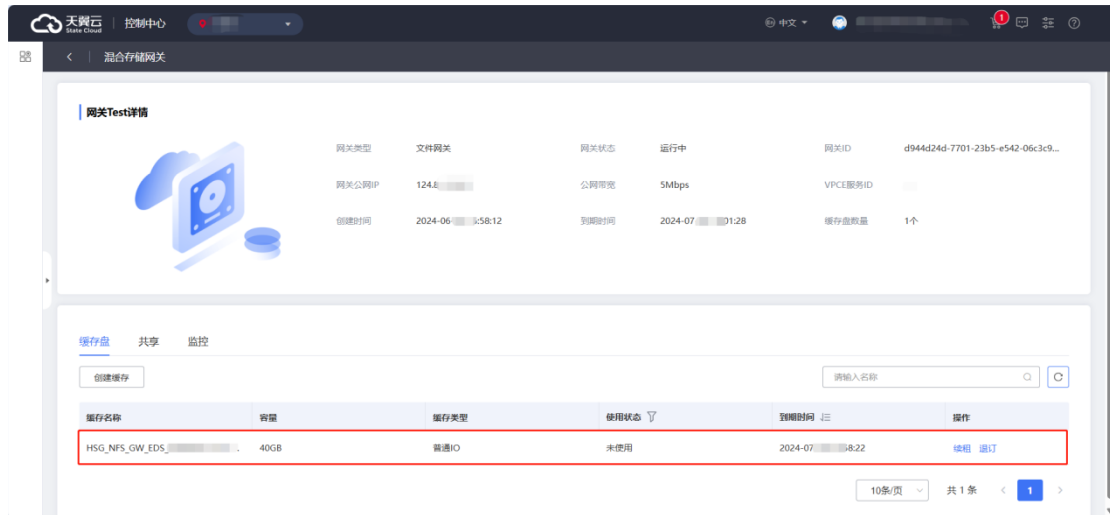 天翼云 State Cloud 控制中心 中文 1
混合存储网关
网关Test详情
网关类型 文件网关 网关状态 运行中 网关ID d944d24d-7701-23b5-e542-06c3c9...
网关公网IP 124.8 公网带宽 5Mbps VPCE服务ID
创建时间 2024-06- :58:12 到期时间 2024-07 01:28 缓存盘数量 1个
缓存盘 共享 监控
创建缓存 请输入名称
缓存名称 容量 缓存类型 使用状态 到期时间 操作
HSG_NFS_GW_EDS_ . 40GB 普通IO 未使用 2024-07 58:22 续租 退订
10条/页 共 1 条 1